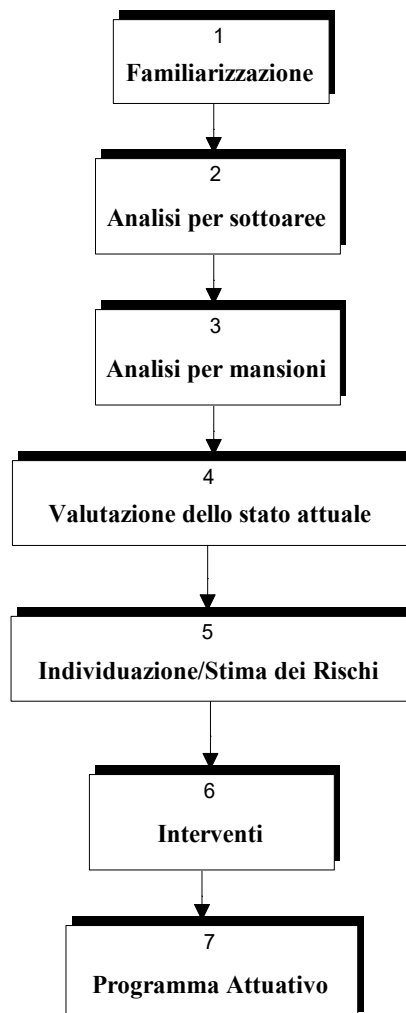 1
Familiarizzazione
2
Analisi per sottoaree
3
Analisi per mansioni
4
Valutazione dello stato attuale
5
Individuazione/Stima dei Rischi
6
Interventi
7
Programma Attuativo